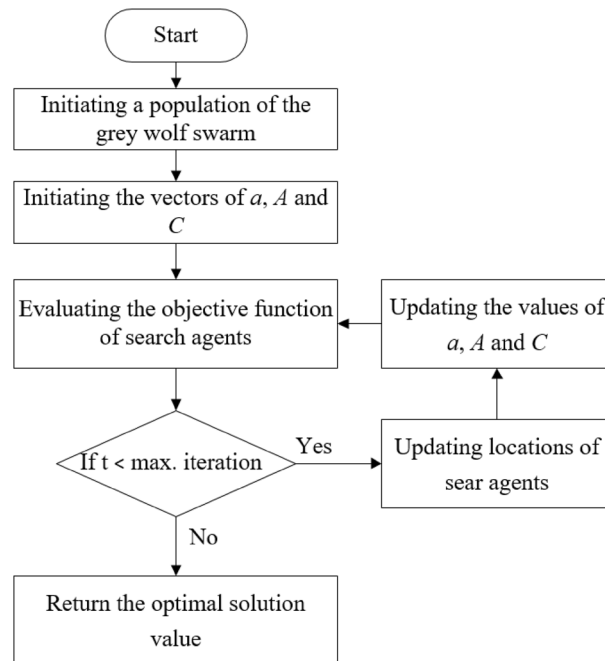 Start
Initiating a population of the
grey wolf swarm
Initiating the vectors of a, A and
C
Evaluating the objective function
of search agents
Updating the values of
a, A and C
If t < max. iteration
Yes
Updating locations of
sear agents
No
Return the optimal solution
value